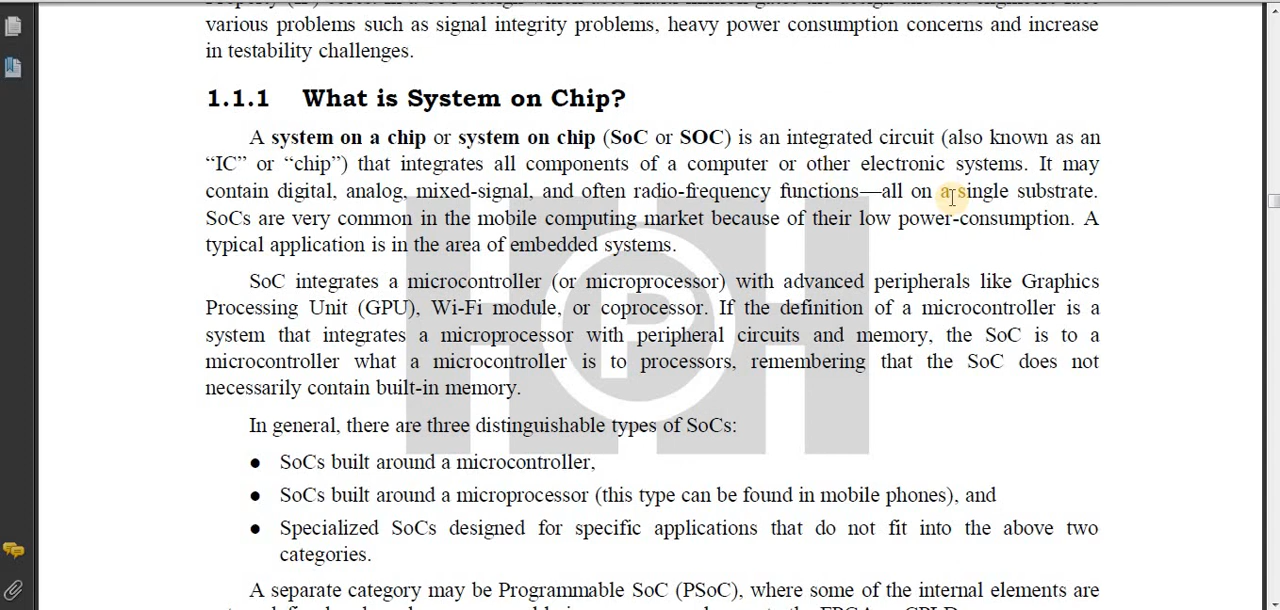 various problems such as signal integrity problems, heavy power consumption concerns and increase
in testability challenges.
1.1.1 What is System on Chip?
A system on a chip or system on chip (SoC or SOC) is an integrated circuit (also known as an
“IC” or “chip”) that integrates all components of a computer or other electronic systems. It may
contain digital, analog, mixed-signal, and often radio-frequency functions—all on a single substrate.
SoCs are very common in the mobile computing market because of their low power-consumption. A
typical application is in the area of embedded systems.
SoC integrates a microcontroller (or microprocessor) with advanced peripherals like Graphics
Processing Unit (GPU), Wi-Fi module, or coprocessor. If the definition of a microcontroller is a
system that integrates a microprocessor with peripheral circuits and memory, the SoC is to a
microcontroller what a microcontroller is to processors, remembering that the SoC does not
necessarily contain built-in memory.
In general, there are three distinguishable types of SoCs:
● SoCs built around a microcontroller,
● SoCs built around a microprocessor (this type can be found in mobile phones), and
● Specialized SoCs designed for specific applications that do not fit into the above two
categories.
A separate category may be Programmable SoC (PSoC), where some of the internal elements are